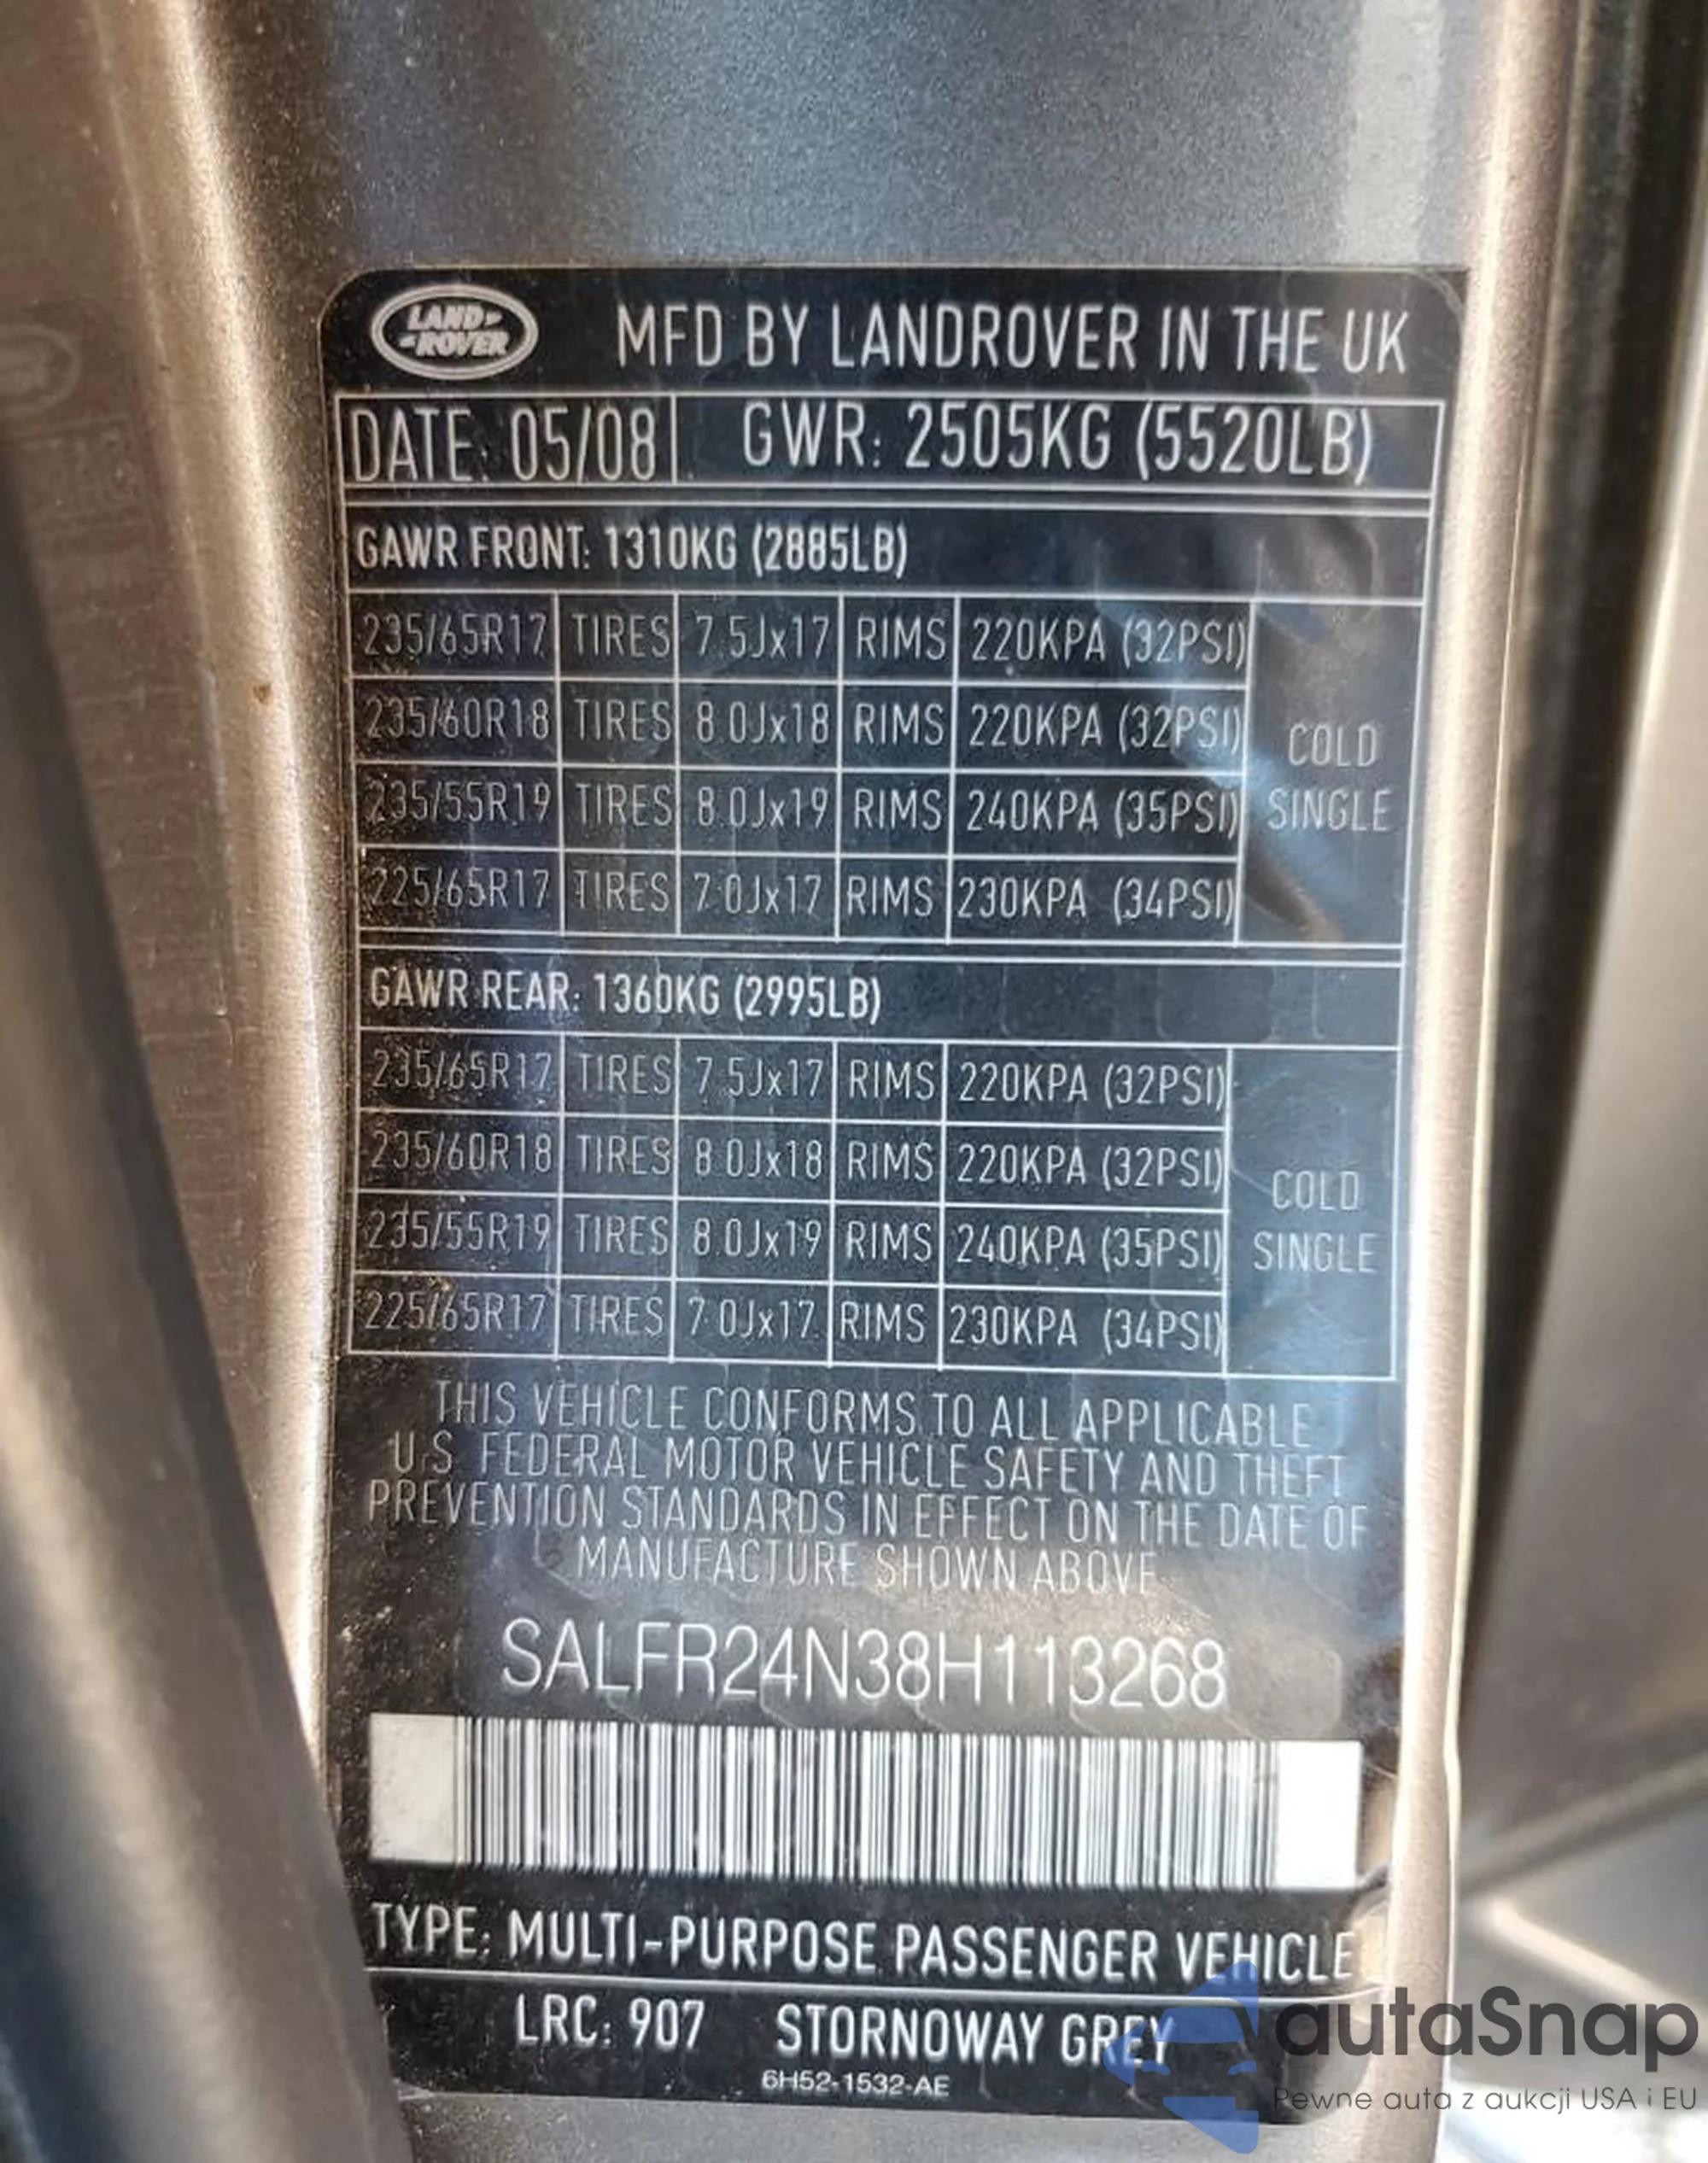 LAND-
-ROVER
MFD BY LANDROVER IN THE UK
DATE: 05/08 GWR: 2505KG (5520LB)
GAWR FRONT: 1310KG (2885LB)
235/65R17 TIRES 7.5Jx17 RIMS 220KPA (32PSI)
235/60R18 TIRES 8.0Jx18 RIMS 220KPA (32PSI)
235/55R19 TIRES 8.0Jx19 RIMS 240KPA (35PSI)
225/65R17 TIRES 7.0Jx17 RIMS 230KPA (34PSI)
COLD
SINGLE
GAWR REAR: 1360KG (2995LB)
235/65R17 TIRES 7.5Jx17 RIMS 220KPA (32PSI)
235/60R18 TIRES 8.0Jx18 RIMS 220KPA (32PSI)
235/55R19 TIRES 8.0Jx19 RIMS 240KPA (35PSI)
225/65R17 TIRES 7.0Jx17 RIMS 230KPA (34PSI)
COLD
SINGLE
THIS VEHICLE CONFORMS TO ALL APPLICABLE
U.S. FEDERAL MOTOR VEHICLE SAFETY AND THEFT
PREVENTION STANDARDS IN EFFECT ON THE DATE OF
MANUFACTURE SHOWN ABOVE
SALFR24N38H113268
TYPE: MULTI-PURPOSE PASSENGER VEHICLE
LRC: 907 STORNOWAY GREY
6H52-1532-AE
autaSnap
Pewne auta z aukcji USA i EU